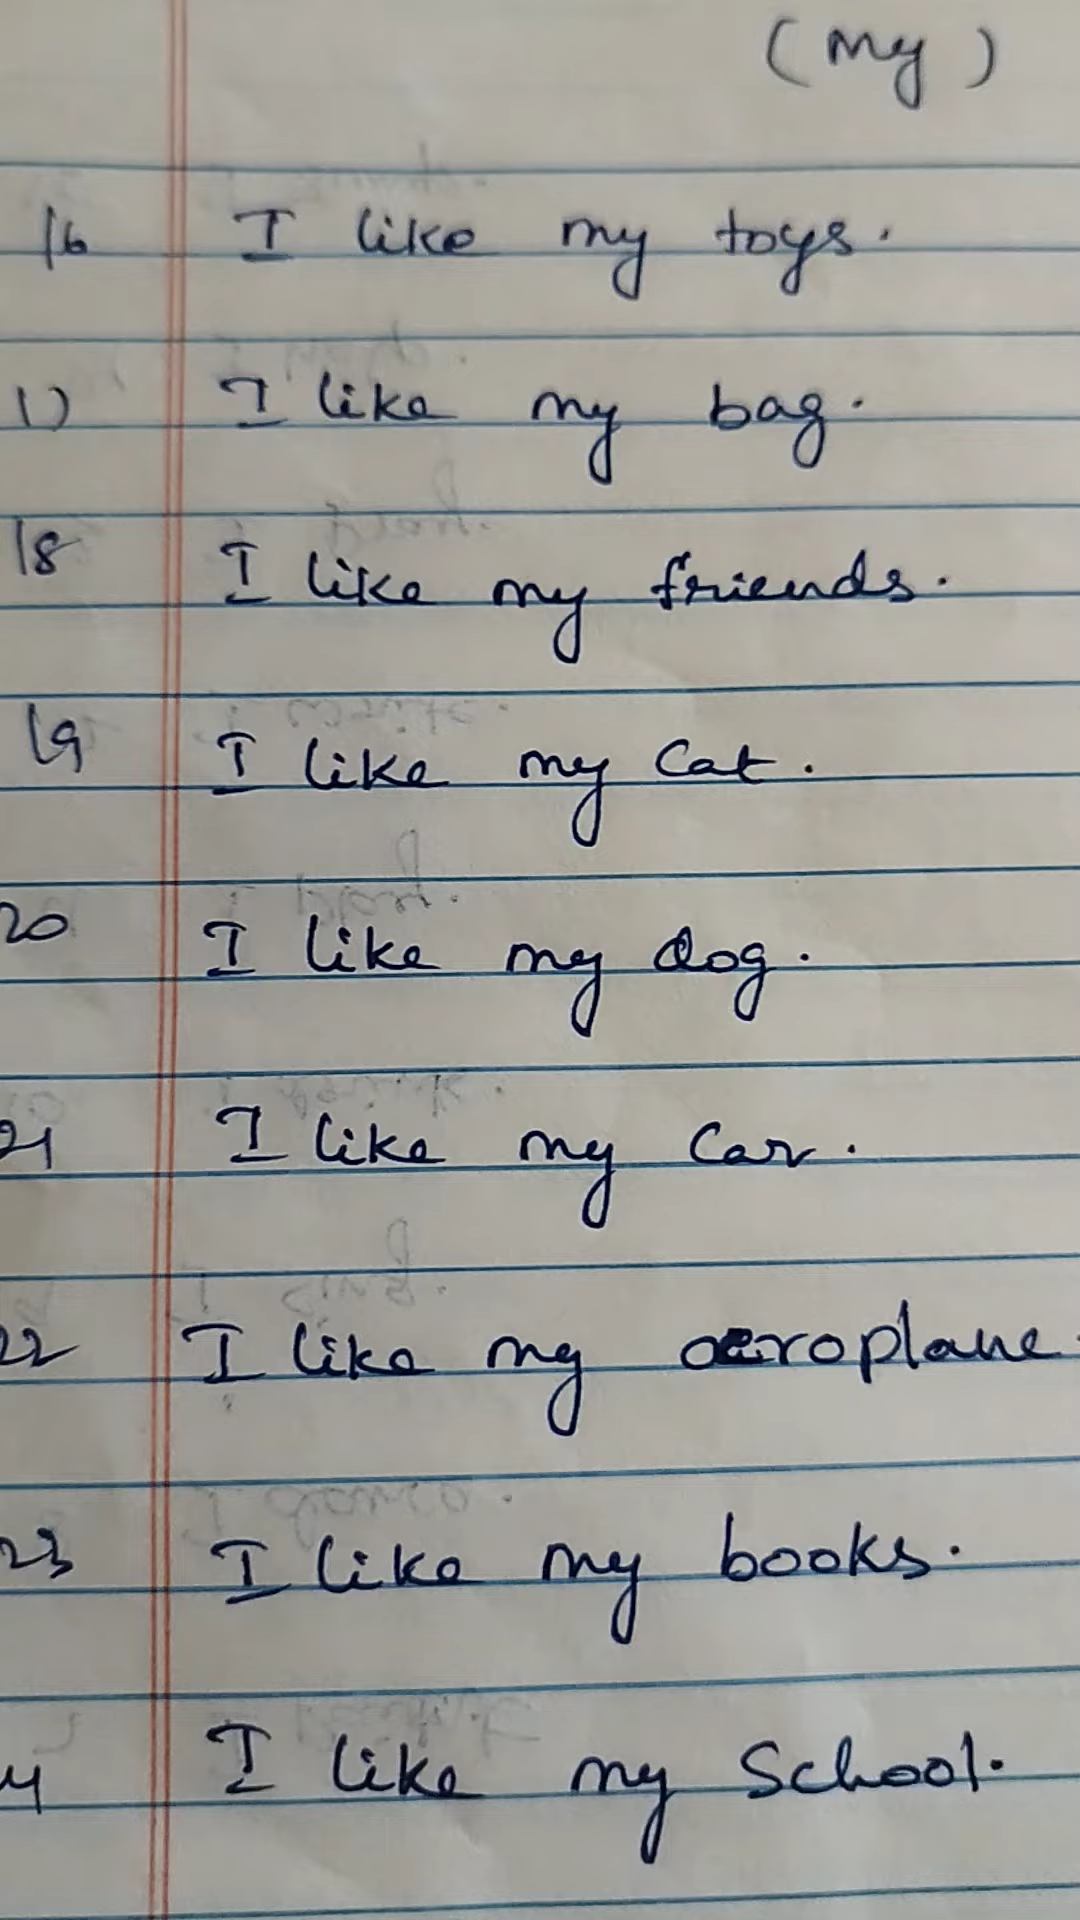 (my)
16 I like my toys.
17 I like my bag.
18 I like my friends.
19 I like my Cat.
20 I like my dog.
21 I like my Car.
22 I like my aeroplane.
23 I like my books.
4 I like my School.